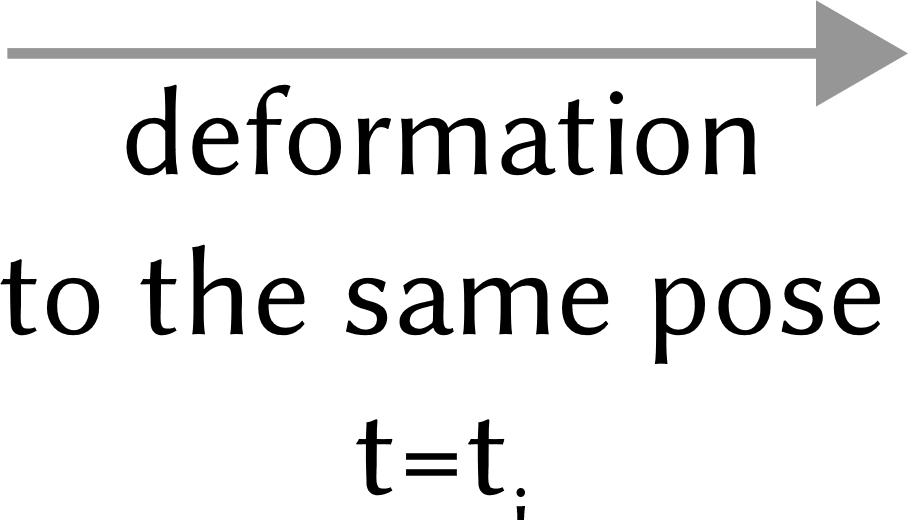 deformation
to the same pose
t=t